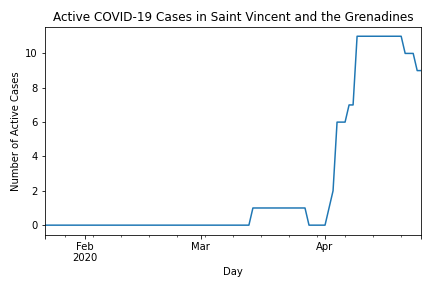 Active COVID-19 Cases in Saint Vincent and the Grenadines
Number of Active Cases
10
8
6
4
2
0
Feb
2020
Mar
Apr
Day